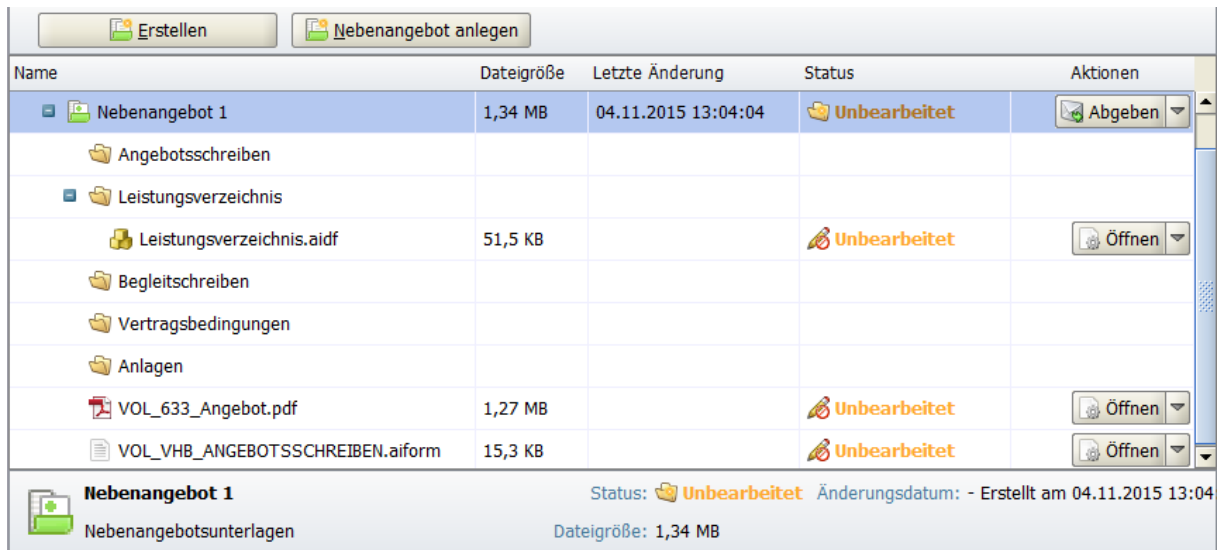 Erstellen Nebenangebot anlegen
Name Dateigröße Letzte Änderung Status Aktionen
Nebenangebot 1 1,34 MB 04.11.2015 13:04:04 Unbearbeitet Abgeben
Angebotsschreiben
Leistungsverzeichnis
Leistungsverzeichnis.aidf 51,5 KB Unbearbeitet Öffnen
Begleitschreiben
Vertragsbedingungen
Anlagen
VOL_633_Angebot.pdf 1,27 MB Unbearbeitet Öffnen
VOL_VHB_ANGEBOTSSCHREIBEN.aiform 15,3 KB Unbearbeitet Öffnen
Nebenangebot 1 Status: Unbearbeitet Änderungsdatum: - Erstellt am 04.11.2015 13:04
Nebenangebotsunterlagen Dateigröße: 1,34 MB